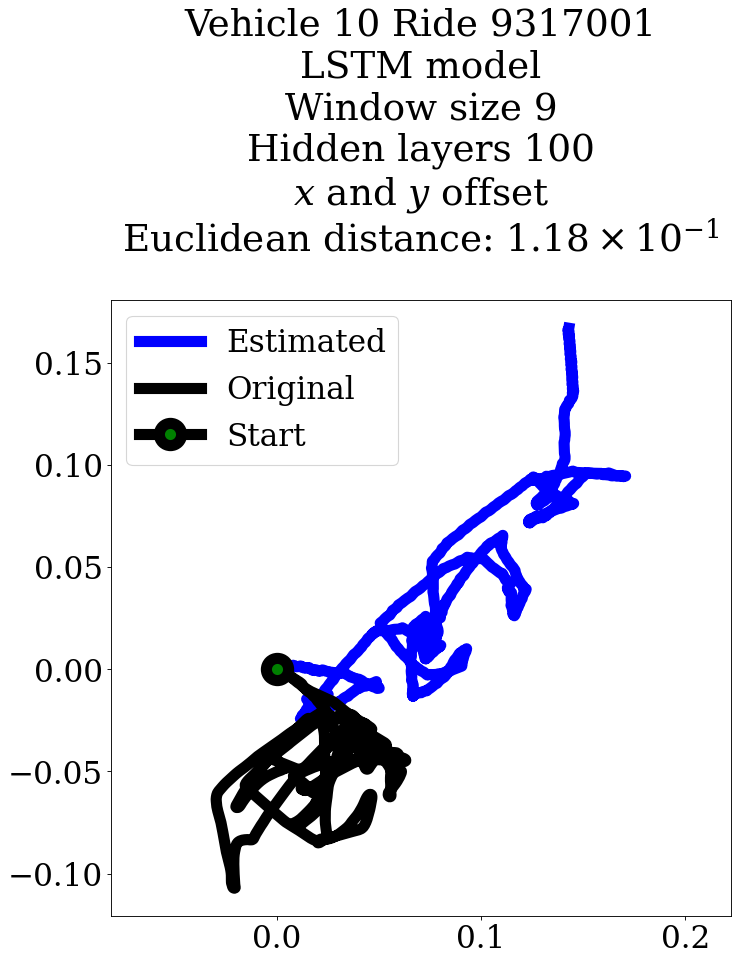 Vehicle 10 Ride 9317001
LSTM model
Window size 9
Hidden layers 100
x and y offset
Euclidean distance: 1.18 × 10⁻¹
Estimated
Original
Start
0.15
0.10
0.05
0.00
−0.05
−0.10
0.0 0.1 0.2